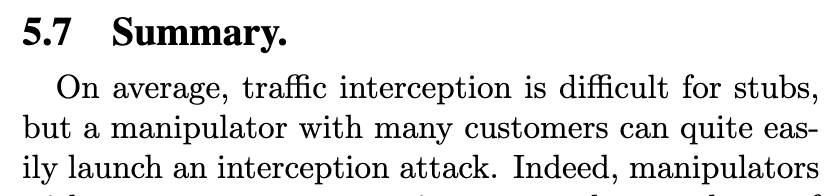 5.7 Summary.
On average, traffic interception is difficult for stubs,
but a manipulator with many customers can quite eas-
ily launch an interception attack. Indeed, manipulators